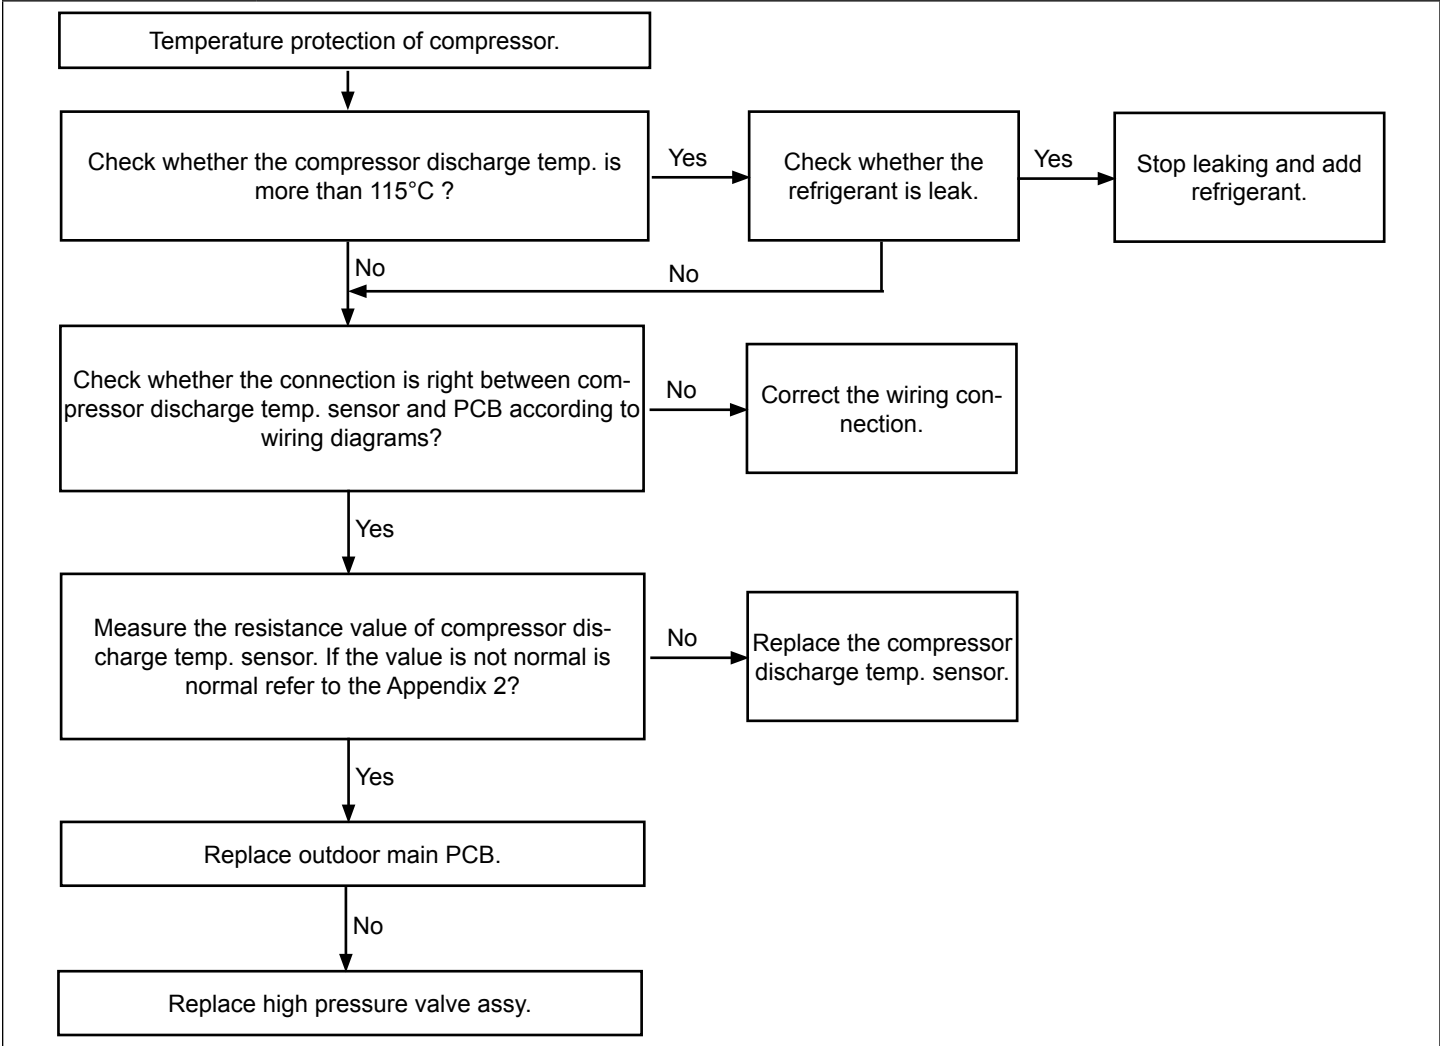 Temperature protection of compressor.
Check whether the compressor discharge temp. is
more than 115°C ?
Yes
Check whether the
refrigerant is leak.
Yes
Stop leaking and add
refrigerant.
No
No
Check whether the connection is right between com-
pressor discharge temp. sensor and PCB according to
wiring diagrams?
No
Correct the wiring con-
nection.
Yes
Measure the resistance value of compressor dis-
charge temp. sensor. If the value is not normal is
normal refer to the Appendix 2?
No
Replace the compressor
discharge temp. sensor.
Yes
Replace outdoor main PCB.
No
Replace high pressure valve assy.